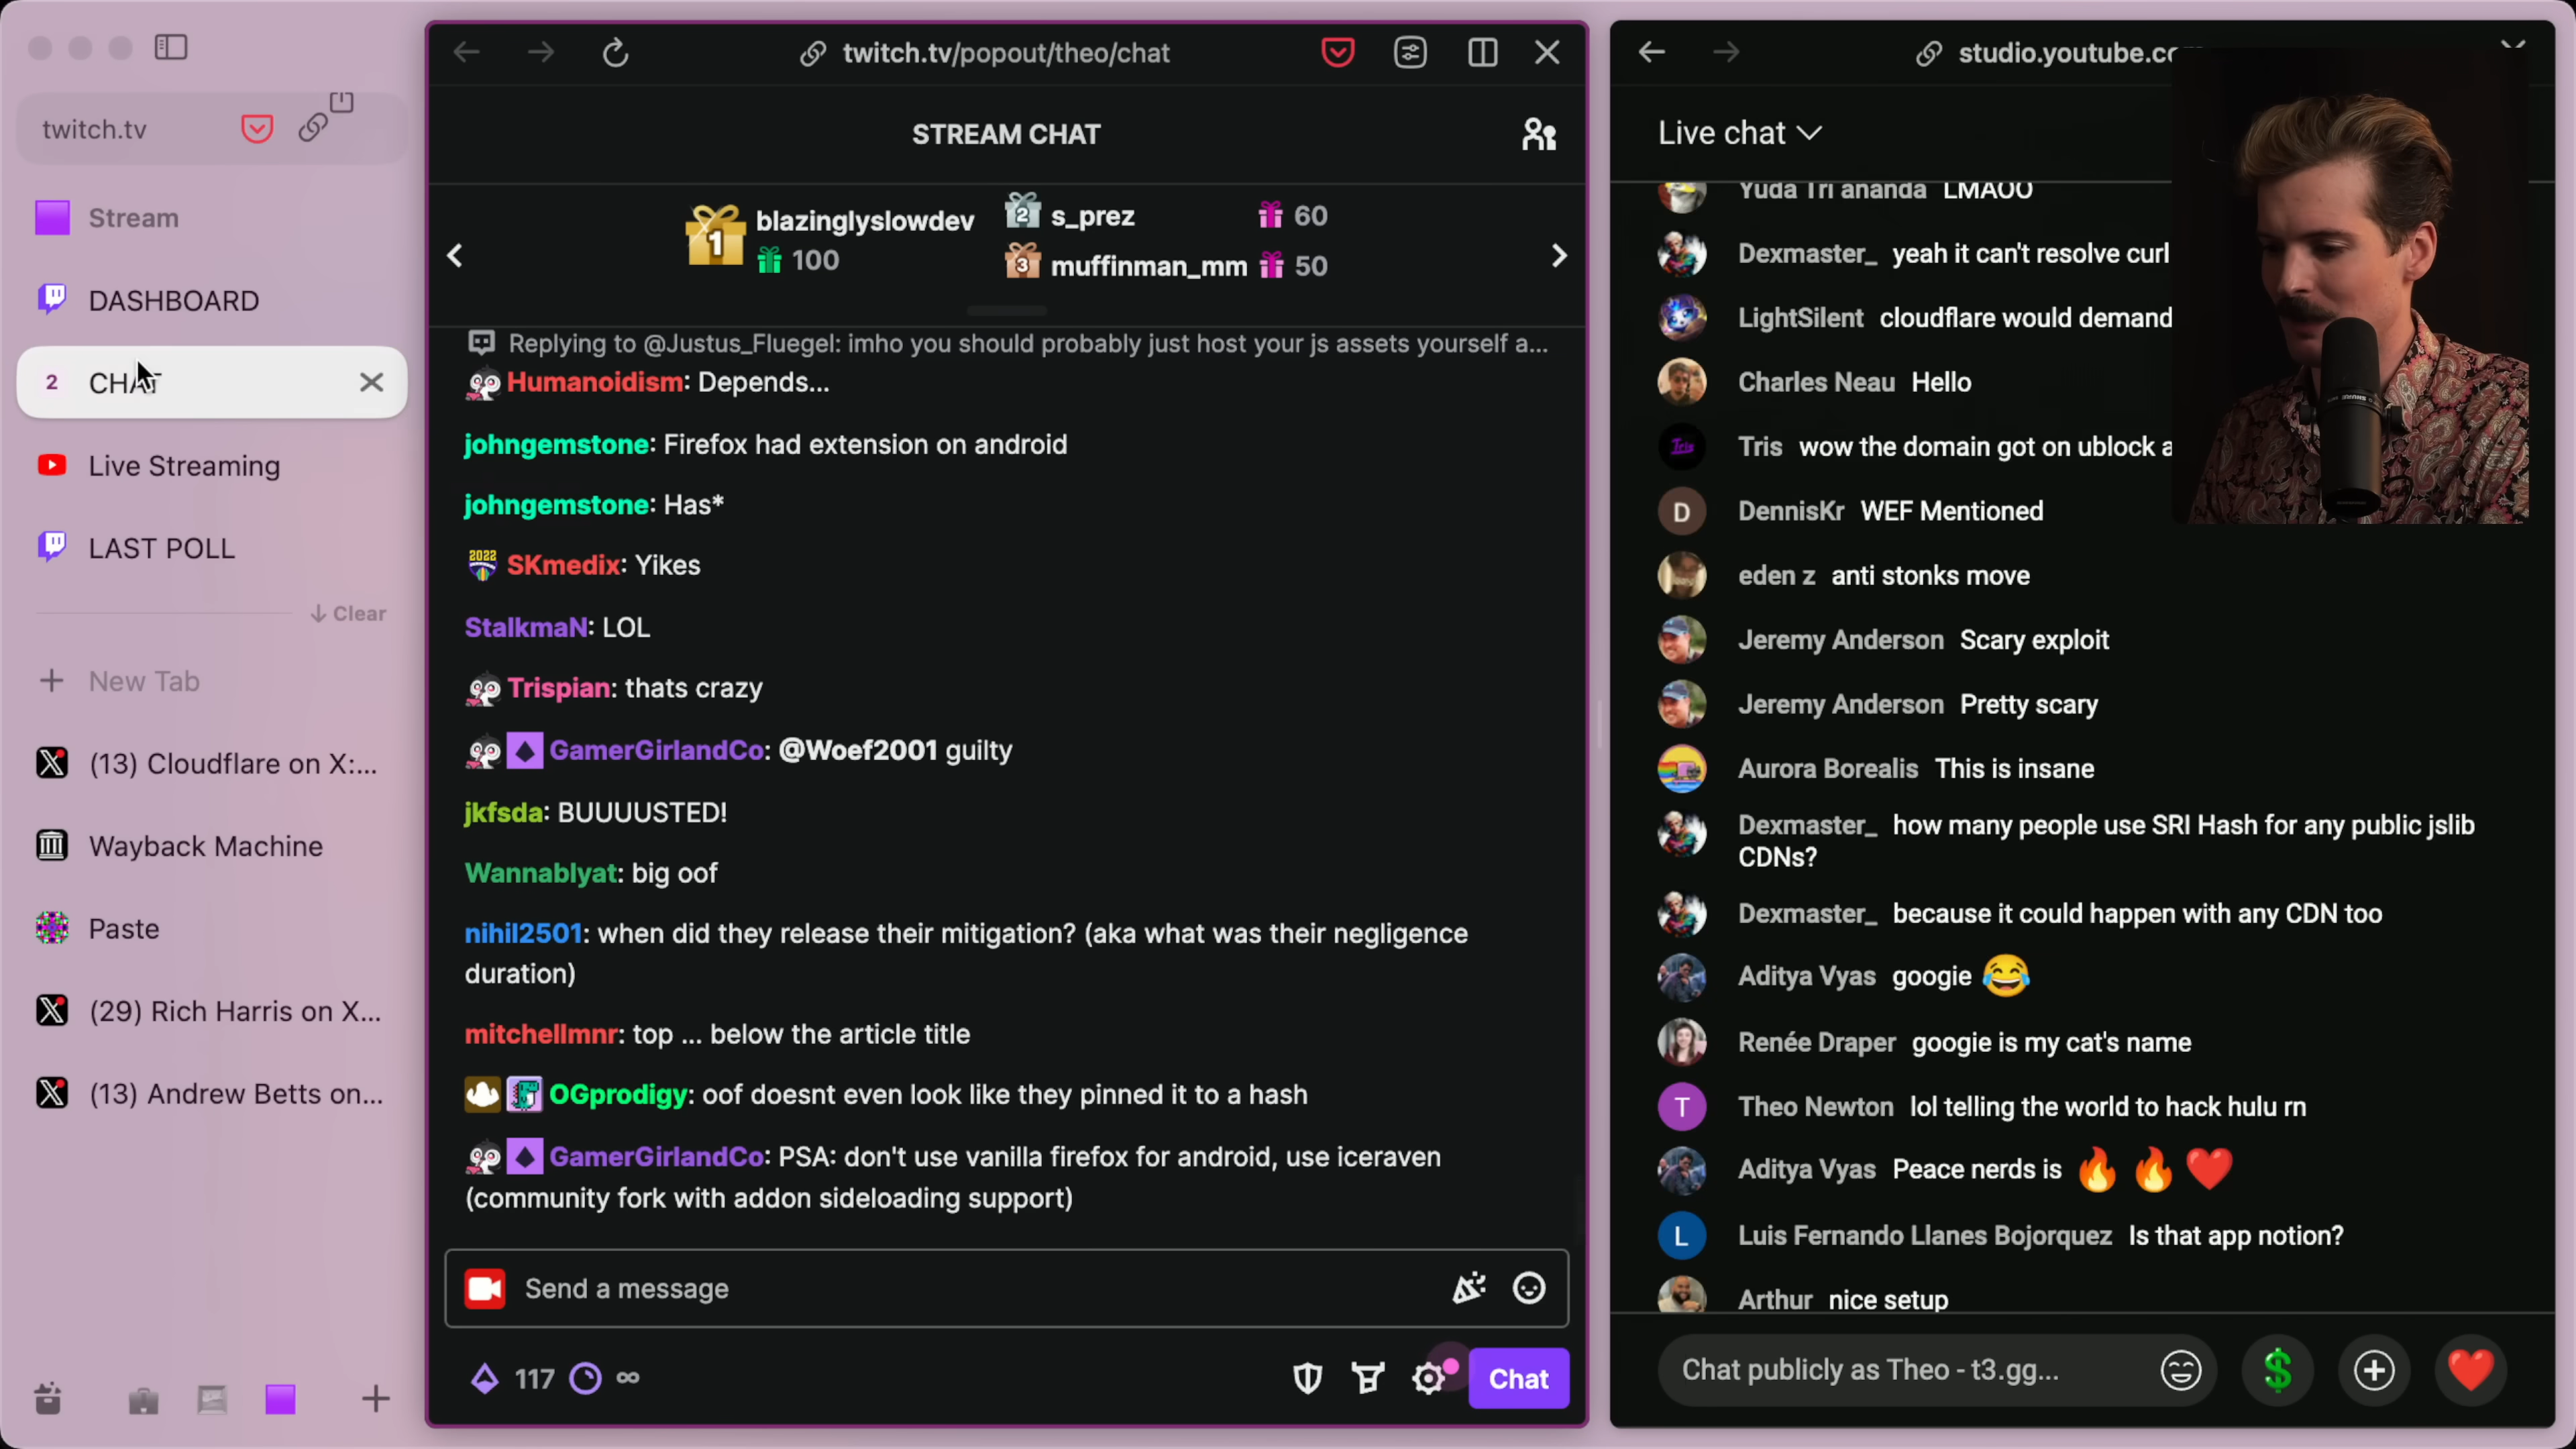 twitch.tv
Stream
DASHBOARD
2 CHAT
Live Streaming
LAST POLL
Clear
New Tab
(13) Cloudflare on X:...
Wayback Machine
Paste
(29) Rich Harris on X...
(13) Andrew Betts on...
twitch.tv/popout/theo/chat
STREAM CHAT
1 blazinglyslowdev
100
2 s_prez 60
3 muffinman_mm 50
Replying to @Justus_Fluegel: imho you should probably just host your js assets yourself a...
Humanoidism: Depends...
johngemstone: Firefox had extension on android
johngemstone: Has*
2022 SKmedix: Yikes
StalkmaN: LOL
Trispian: thats crazy
GamerGirlandCo: @Woef2001 guilty
jkfsda: BUUUUSTED!
Wannablyat: big oof
nihil2501: when did they release their mitigation? (aka what was their negligence
duration)
mitchellmnr: top ... below the article title
OGprodigy: oof doesnt even look like they pinned it to a hash
GamerGirlandCo: PSA: don't use vanilla firefox for android, use iceraven
(community fork with addon sideloading support)
Send a message
117 ∞
Chat
studio.youtube.co
Live chat
Yuda Tri ananda LMAOO
Dexmaster_ yeah it can't resolve curl
LightSilent cloudflare would demand
Charles Neau Hello
Tris wow the domain got on ublock a
D DennisKr WEF Mentioned
eden z anti stonks move
Jeremy Anderson Scary exploit
Jeremy Anderson Pretty scary
Aurora Borealis This is insane
Dexmaster_ how many people use SRI Hash for any public jslib
CDNs?
Dexmaster_ because it could happen with any CDN too
Aditya Vyas googie 😂
Renée Draper googie is my cat's name
T Theo Newton lol telling the world to hack hulu rn
Aditya Vyas Peace nerds is 🔥 🔥 ❤️
L Luis Fernando Llanes Bojorquez Is that app notion?
Arthur nice setup
Chat publicly as Theo - t3.gg...